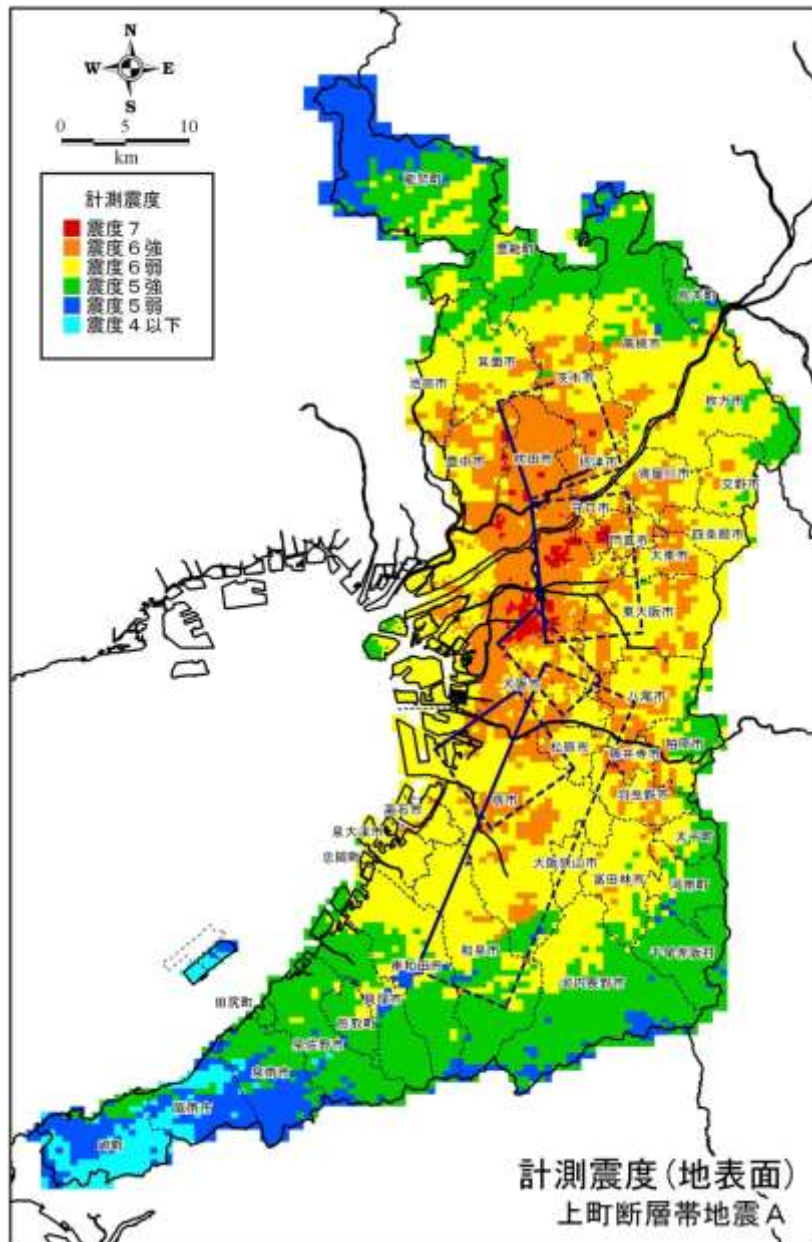 N
W E
S
0 5 10
km
計測震度
震度7
震度6強
震度6弱
震度5強
震度5弱
震度4以下
能勢町
豊能町
島本町
高槻市
箕面市
茨木市
池田市
枚方市
豊中市
吹田市
摂津市
寝屋川市
交野市
守口市
門真市
四条畷市
大東市
東大阪市
大阪市
八尾市
松原市
柏原市
藤井寺市
堺市
羽曳野市
高石市
泉大津市
太子町
忠岡町
大阪狭山市
富田林市
河南町
和泉市
千早赤阪村
岸和田市
河内長野市
貝塚市
田尻町
熊取町
泉佐野市
泉南市
阪南市
岬町
計測震度(地表面)
上町断層帯地震A